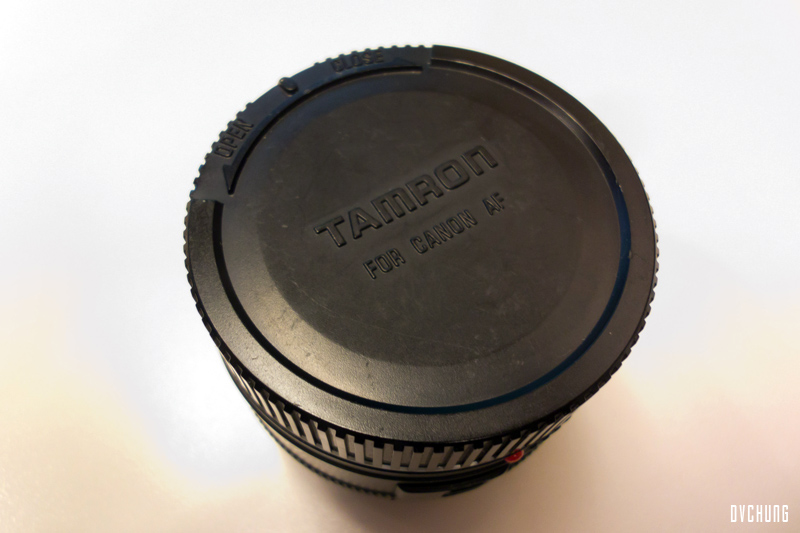 OPEN O CLOSE
TAMRON
FOR CANON AF
DVCHUNG